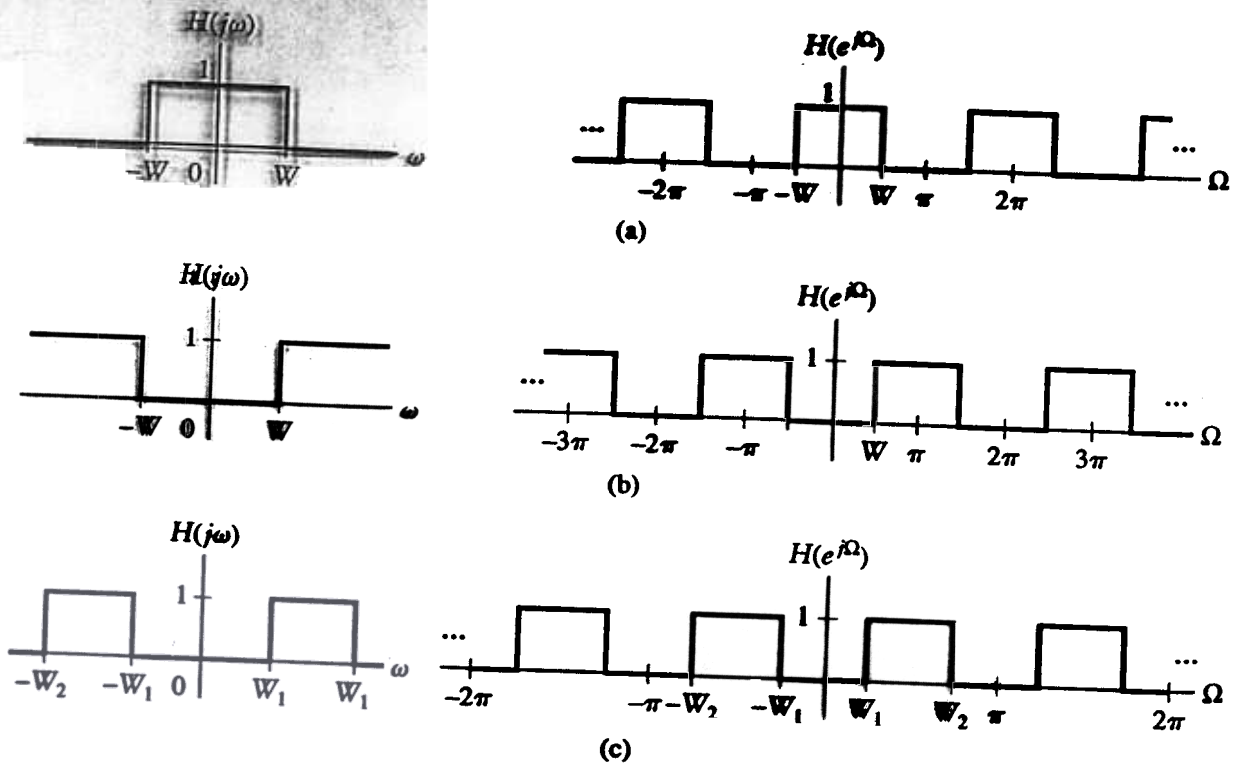 H(jω)
1
−W 0 W ω
H(e^{jΩ})
1
... −2π −π −W W π 2π ... Ω
(a)
H(jω)
1
−W 0 W ω
H(e^{jΩ})
1
... −3π −2π −π W π 2π 3π ... Ω
(b)
H(jω)
1
−W₂ −W₁ 0 W₁ W₁ ω
H(e^{jΩ})
1
... −2π −π −W₂ −W₁ W₁ W₂ π 2π ... Ω
(c)